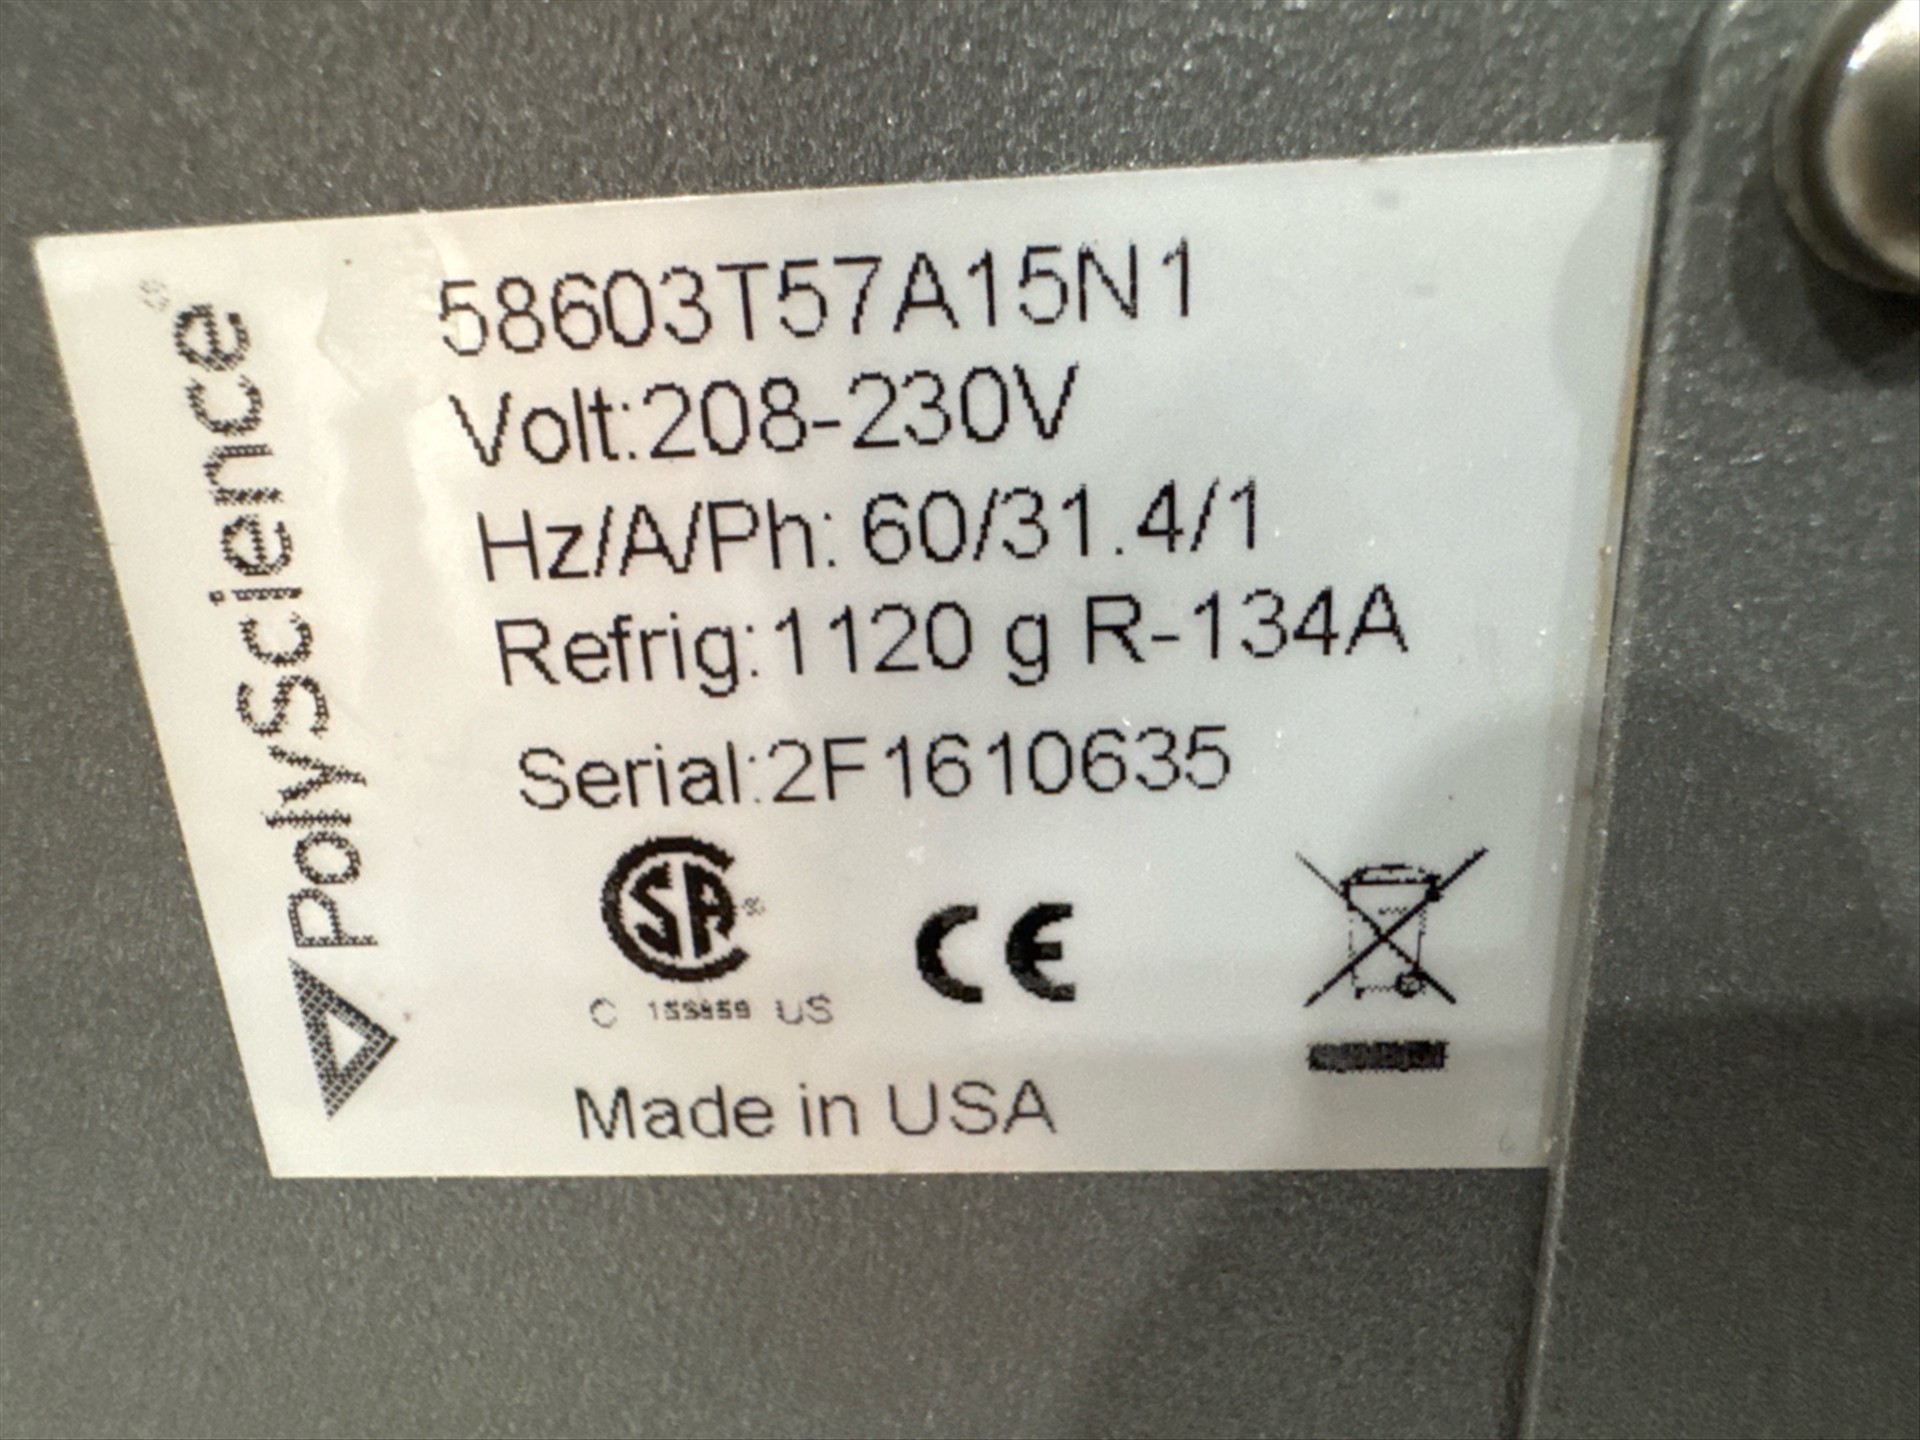 PolyScience®
58603T57A15N1
Volt:208-230V
Hz/A/Ph: 60/31.4/1
Refrig:1120 g R-134A
Serial:2F1610635
C US
CE
Made in USA